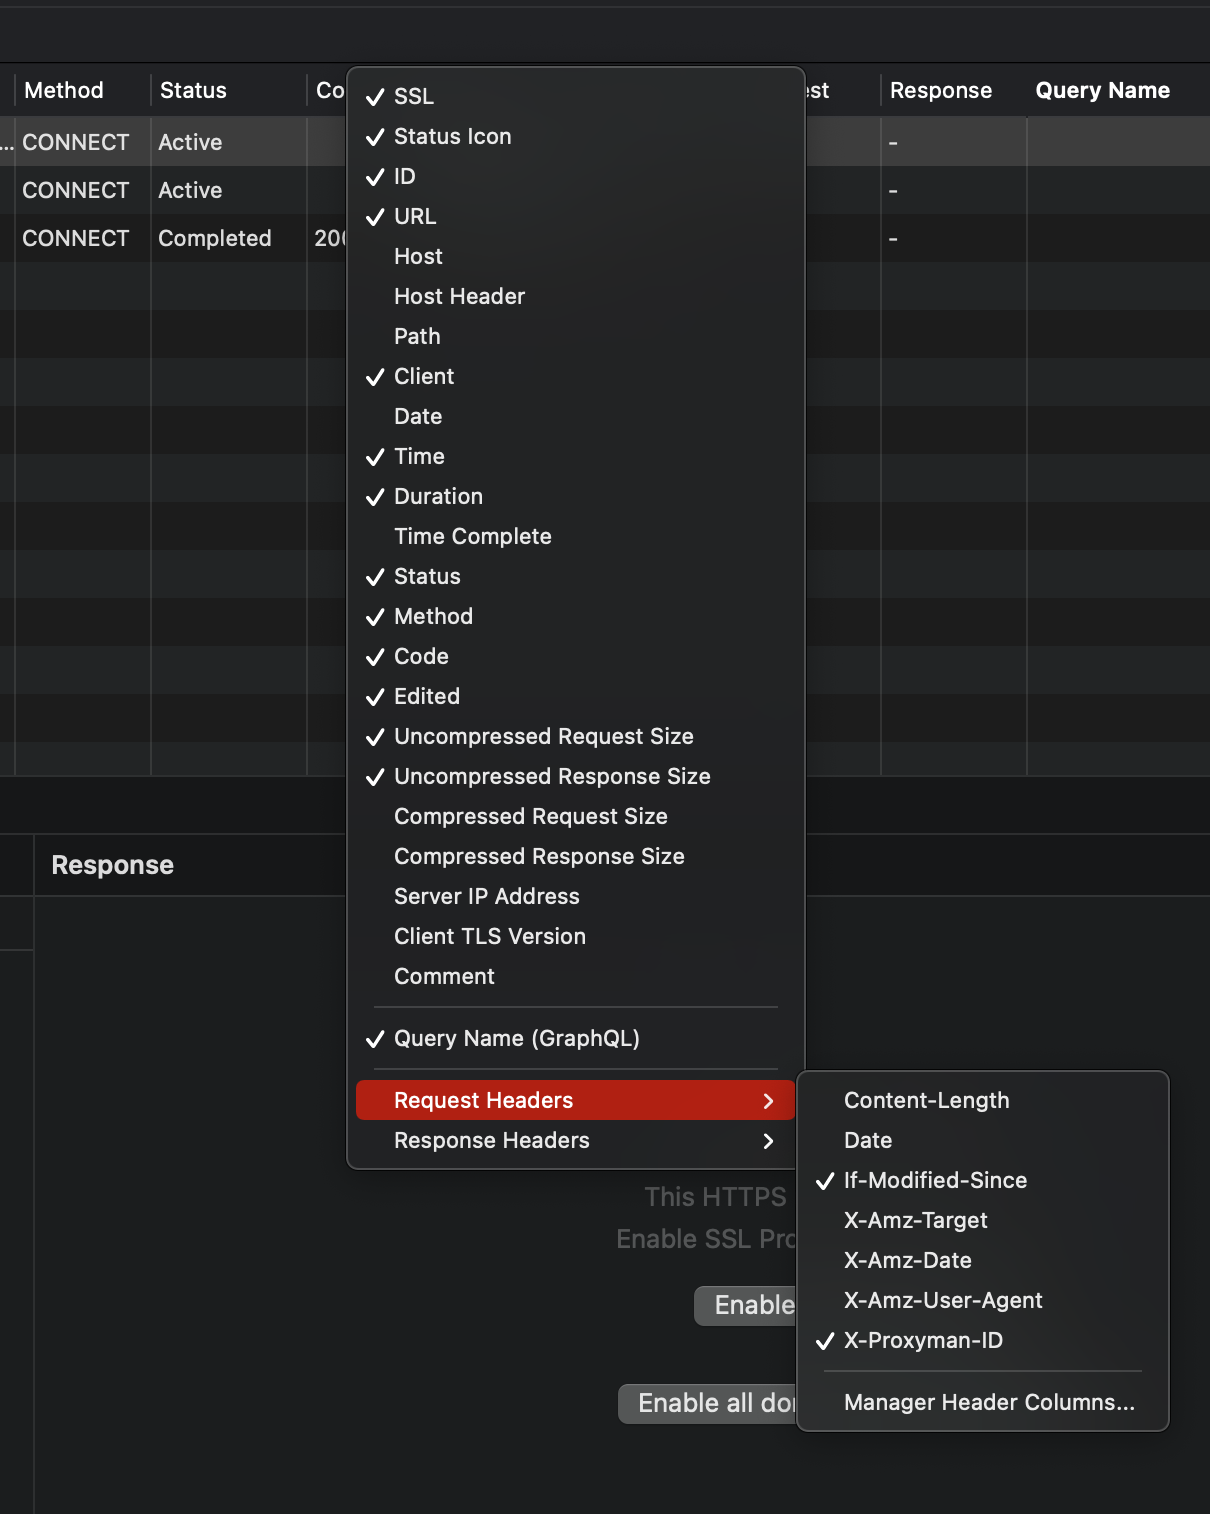 Method Status Co est Response Query Name
... CONNECT Active -
CONNECT Active -
CONNECT Completed 200 -
SSL
Status Icon
ID
URL
Host
Host Header
Path
Client
Date
Time
Duration
Time Complete
Status
Method
Code
Edited
Uncompressed Request Size
Uncompressed Response Size
Compressed Request Size
Compressed Response Size
Server IP Address
Client TLS Version
Comment
Query Name (GraphQL)
Request Headers
Response Headers
Content-Length
Date
If-Modified-Since
X-Amz-Target
X-Amz-Date
X-Amz-User-Agent
X-Proxyman-ID
Manager Header Columns...
Response
This HTTPS
Enable SSL Pro
Enable
Enable all do